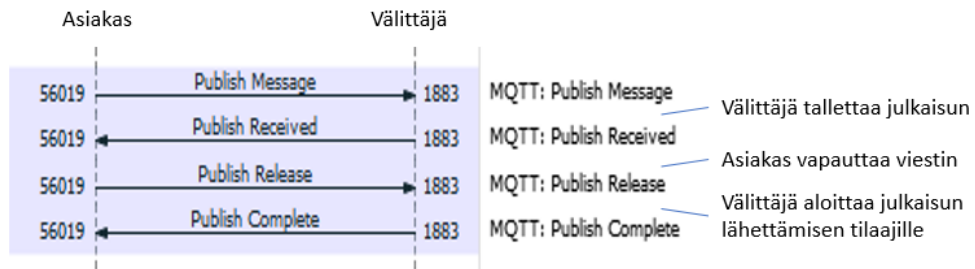 Asiakas Välittäjä
56019 Publish Message 1883 MQTT: Publish Message
Välittäjä tallettaa julkaisun
56019 Publish Received 1883 MQTT: Publish Received
Asiakas vapauttaa viestin
56019 Publish Release 1883 MQTT: Publish Release
Välittäjä aloittaa julkaisun
lähettämisen tilaajille
56019 Publish Complete 1883 MQTT: Publish Complete